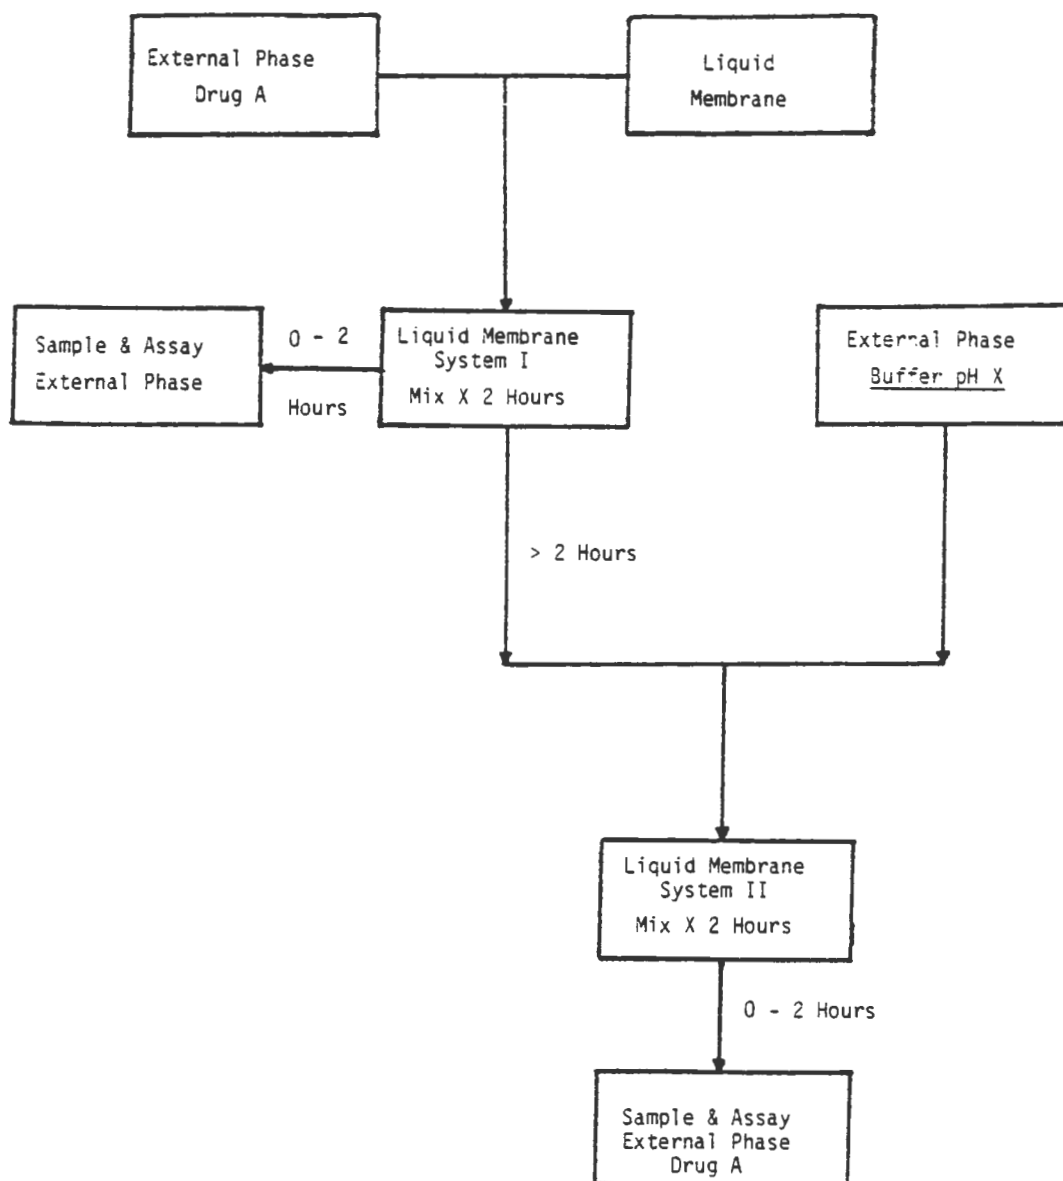 External Phase
Drug A
Liquid
Membrane
Sample & Assay
External Phase
0 - 2
Hours
Liquid Membrane
System I
Mix X 2 Hours
External Phase
Buffer pH X
> 2 Hours
Liquid Membrane
System II
Mix X 2 Hours
0 - 2 Hours
Sample & Assay
External Phase
Drug A